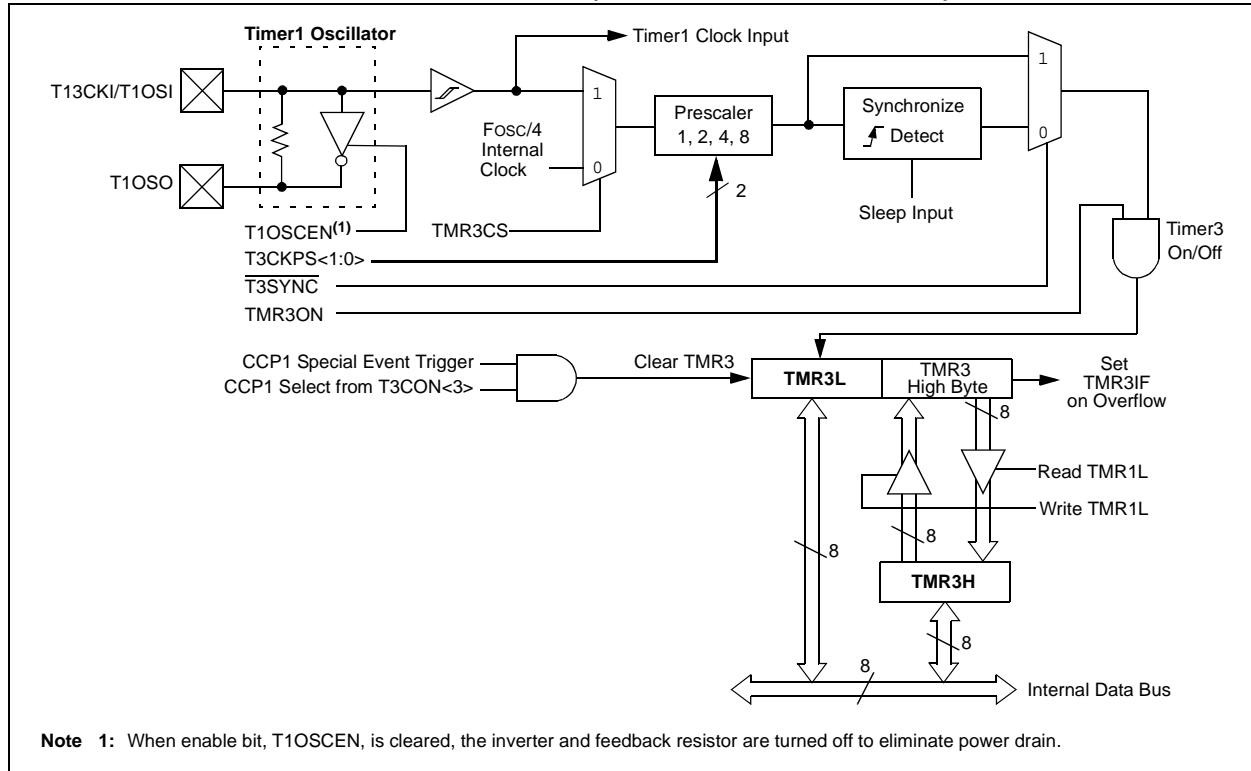 Timer1 Oscillator
Timer1 Clock Input
T13CKI/T1OSI
1
1
Prescaler
1, 2, 4, 8
Synchronize
Detect
FOSC/4
Internal
Clock
0
0
T1OSO
2
Sleep Input
T1OSCEN(1)
TMR3CS
Timer3
On/Off
T3CKPS<1:0>
T3SYNC
TMR3ON
CCP1 Special Event Trigger
CCP1 Select from T3CON<3>
Clear TMR3
TMR3L
TMR3
High Byte
Set
TMR3IF
on Overflow
8
Read TMR1L
Write TMR1L
8
8
TMR3H
8
8
Internal Data Bus
Note 1: When enable bit, T1OSCEN, is cleared, the inverter and feedback resistor are turned off to eliminate power drain.